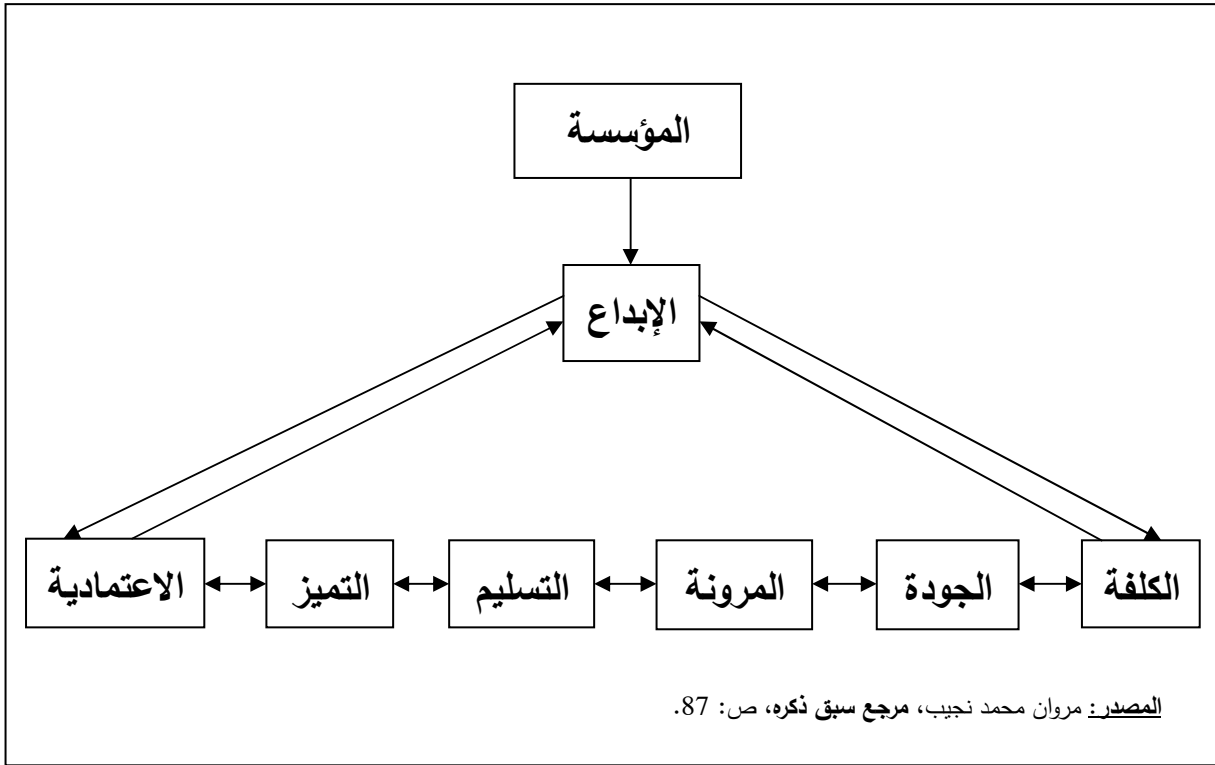 المؤسسة
الإبداع
الكلفة
الجودة
المرونة
التسليم
التميز
الاعتمادية
المصدر: مروان محمد نجيب، مرجع سبق ذكره، ص: 87.